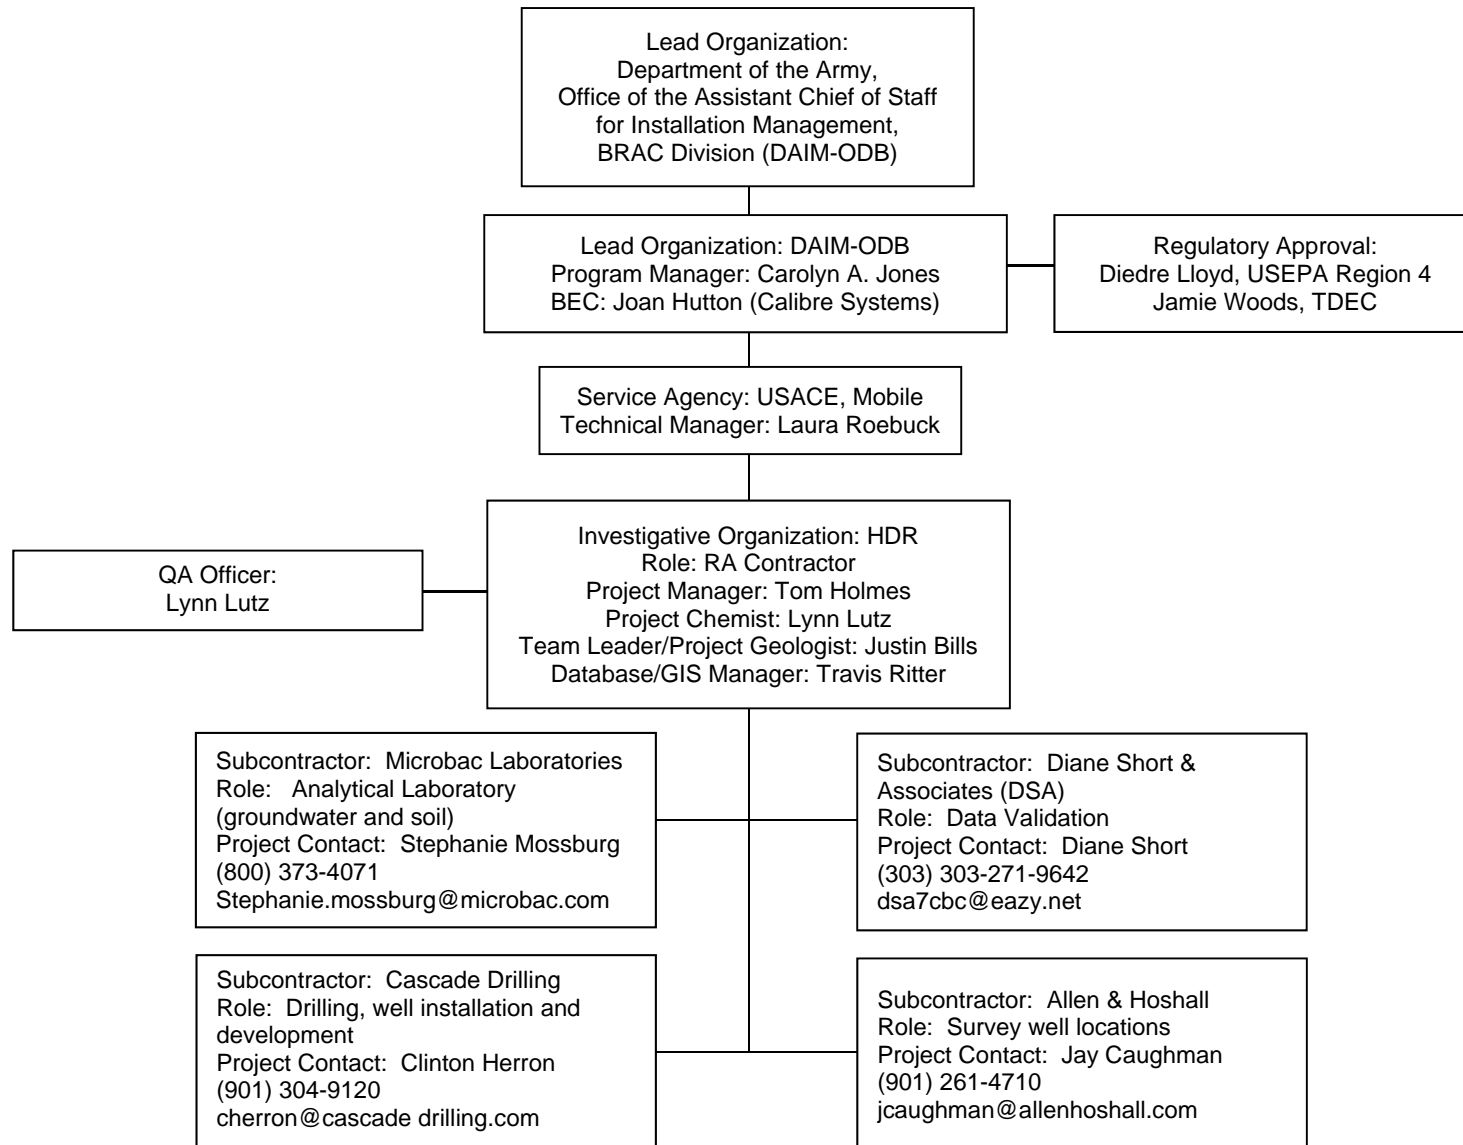 Lead Organization:
Department of the Army,
Office of the Assistant Chief of Staff
for Installation Management,
BRAC Division (DAIM-ODB)
Lead Organization: DAIM-ODB
Program Manager: Carolyn A. Jones
BEC: Joan Hutton (Calibre Systems)
Regulatory Approval:
Diedre Lloyd, USEPA Region 4
Jamie Woods, TDEC
Service Agency: USACE, Mobile
Technical Manager: Laura Roebuck
QA Officer:
Lynn Lutz
Investigative Organization: HDR
Role: RA Contractor
Project Manager: Tom Holmes
Project Chemist: Lynn Lutz
Team Leader/Project Geologist: Justin Bills
Database/GIS Manager: Travis Ritter
Subcontractor:  Microbac Laboratories
Role:   Analytical Laboratory
(groundwater and soil)
Project Contact:  Stephanie Mossburg
(800) 373-4071
Stephanie.mossburg@microbac.com
Subcontractor:  Diane Short &
Associates (DSA)
Role:  Data Validation
Project Contact:  Diane Short
(303) 303-271-9642
dsa7cbc@eazy.net
Subcontractor:  Cascade Drilling
Role:  Drilling, well installation and
development
Project Contact:  Clinton Herron
(901) 304-9120
cherron@cascade drilling.com
Subcontractor:  Allen & Hoshall
Role:  Survey well locations
Project Contact:  Jay Caughman
(901) 261-4710
jcaughman@allenhoshall.com